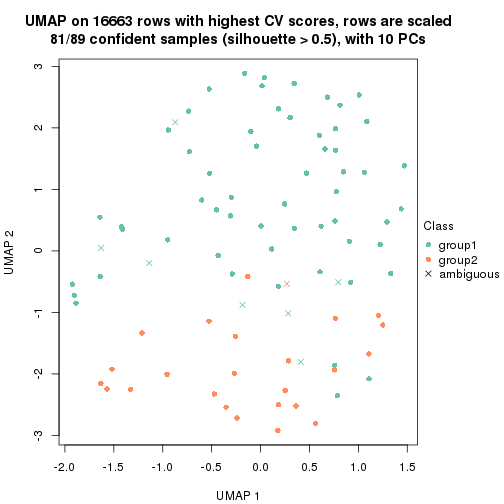 UMAP on 16663 rows with highest CV scores, rows are scaled
81/89 confident samples (silhouette > 0.5), with 10 PCs
3
2
1
0
-1
-2
-3
UMAP 2
-2.0 -1.5 -1.0 -0.5 0.0 0.5 1.0 1.5
UMAP 1
Class
group1
group2
ambiguous